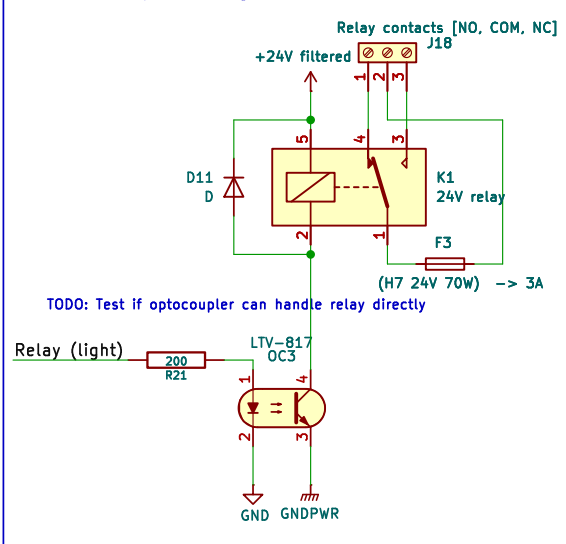 Relay contacts [NO, COM, NC]
J18
+24V filtered
1 2 3
5 4 3
D11
D
K1
24V relay
2 1
F3
(H7 24V 70W) -> 3A
TODO: Test if optocoupler can handle relay directly
LTV-817
OC3
Relay (light)
200
R21
1 4
2 3
GND GNDPWR